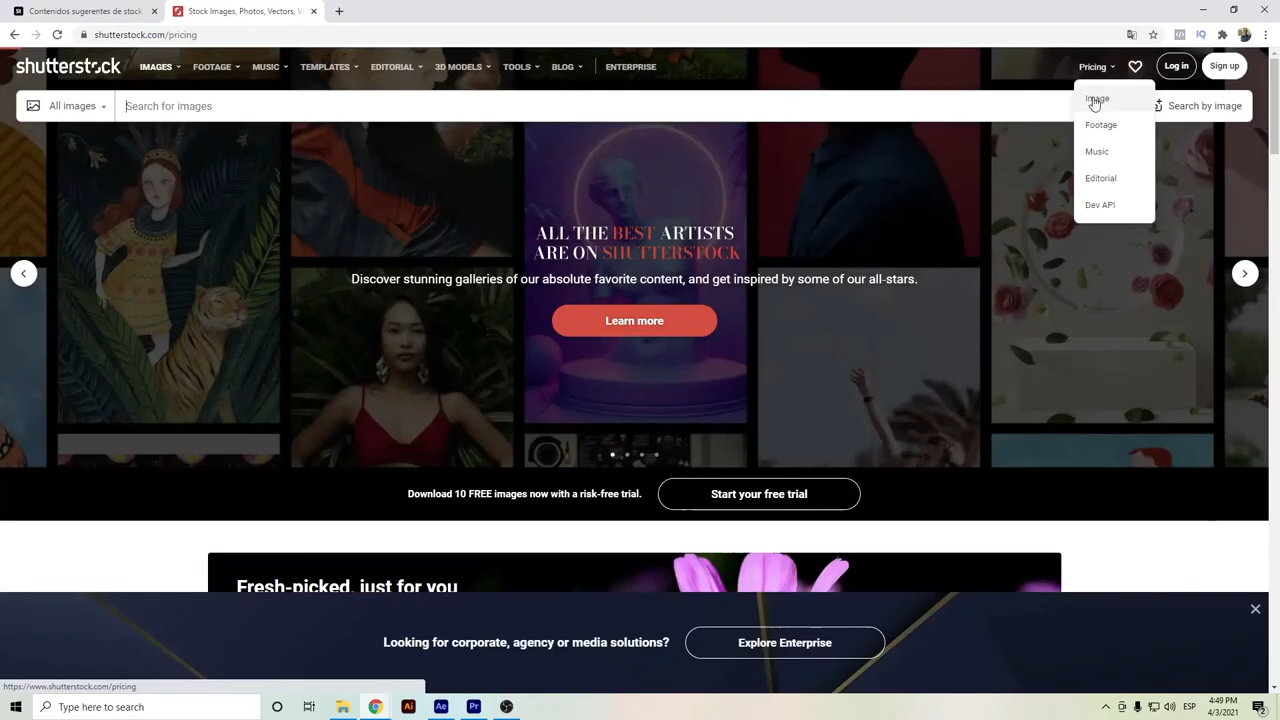 Contenidos sugerentes de stock
Stock Images, Photos, Vectors, Vi
shutterstock.com/pricing
shutterstock
IMAGES
FOOTAGE
MUSIC
TEMPLATES
EDITORIAL
3D MODELS
TOOLS
BLOG
ENTERPRISE
Pricing
Log in
Sign up
All images
Search for images
Search by image
Image
Footage
Music
Editorial
Dev API
ALL THE BEST ARTISTS
ARE ON SHUTTERSTOCK
Discover stunning galleries of our absolute favorite content, and get inspired by some of our all-stars.
Learn more
Download 10 FREE images now with a risk-free trial.
Start your free trial
Fresh-picked, just for you
Looking for corporate, agency or media solutions?
Explore Enterprise
https://www.shutterstock.com/pricing
Type here to search
Ai
Ae
Pr
ESP
4:49 PM
4/3/2021
2